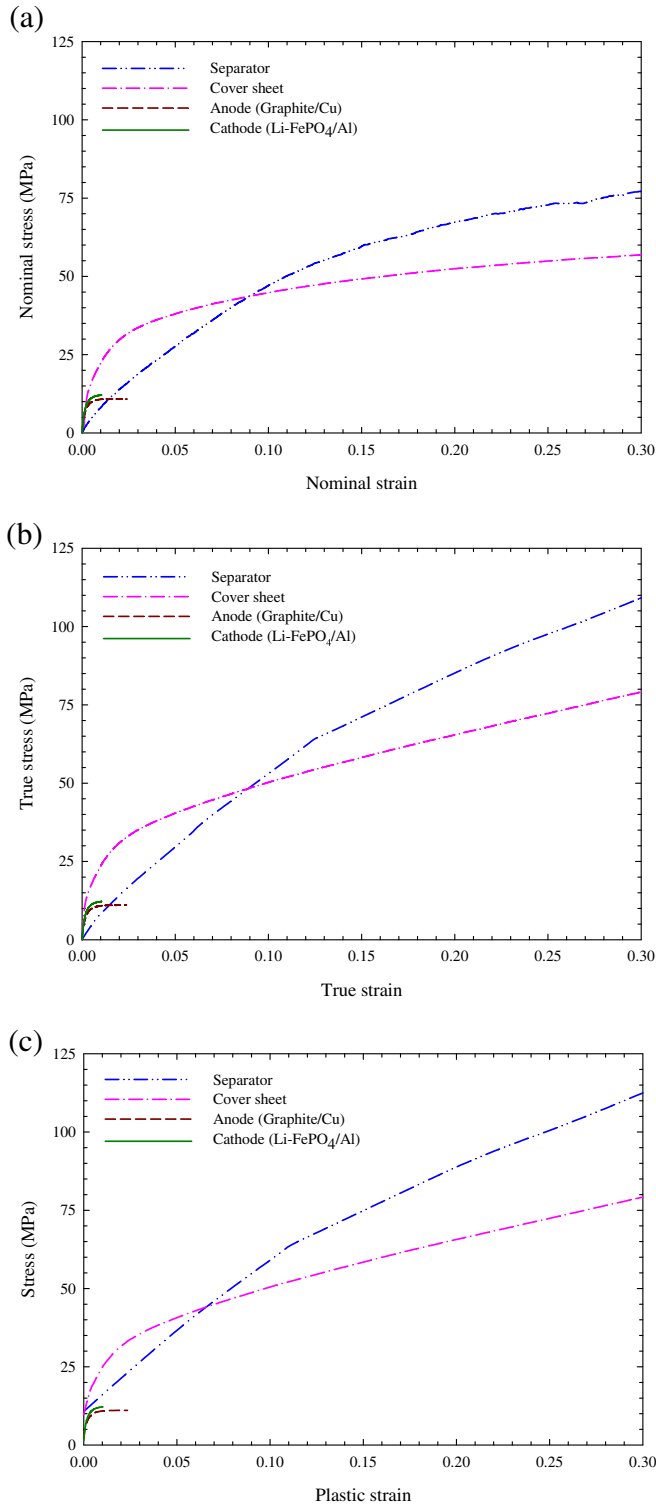 (a)
125
100
75
50
25
0
Nominal stress (MPa)
Separator
Cover sheet
Anode (Graphite/Cu)
Cathode (Li-FePO4/Al)
0.00 0.05 0.10 0.15 0.20 0.25 0.30
Nominal strain
(b)
125
100
75
50
25
0
True stress (MPa)
Separator
Cover sheet
Anode (Graphite/Cu)
Cathode (Li-FePO4/Al)
0.00 0.05 0.10 0.15 0.20 0.25 0.30
True strain
(c)
125
100
75
50
25
0
Stress (MPa)
Separator
Cover sheet
Anode (Graphite/Cu)
Cathode (Li-FePO4/Al)
0.00 0.05 0.10 0.15 0.20 0.25 0.30
Plastic strain